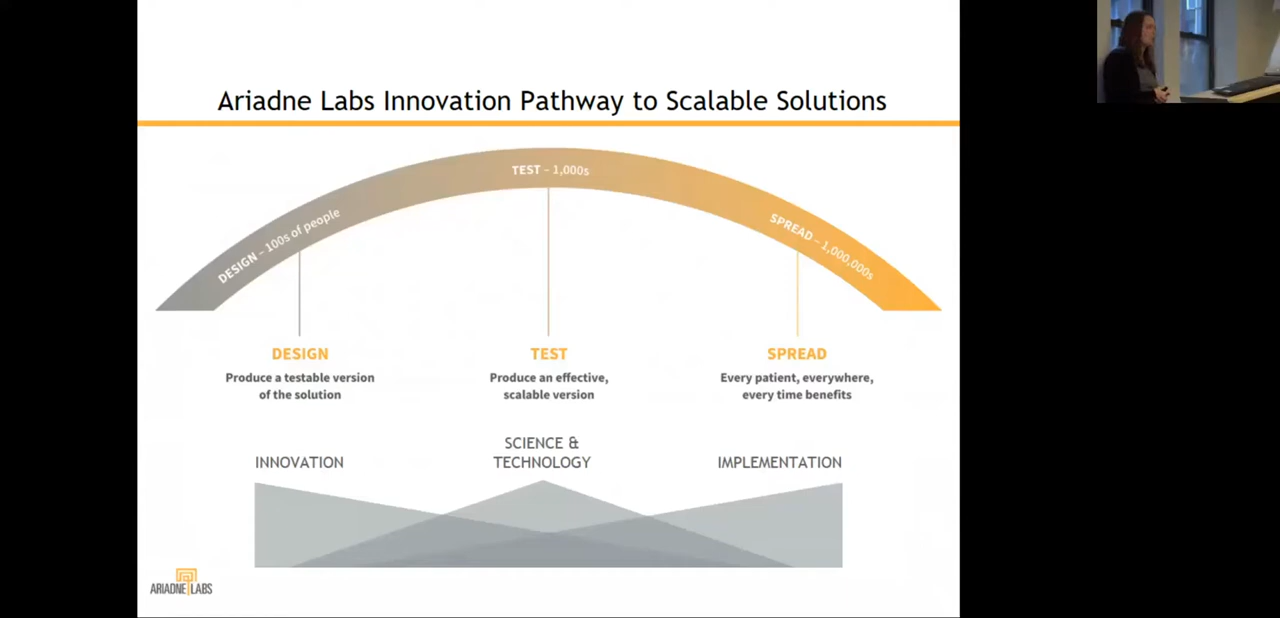 Ariadne Labs Innovation Pathway to Scalable Solutions
DESIGN – 100s of people
TEST – 1,000s
SPREAD – 1,000,000s
DESIGN
Produce a testable version
of the solution
TEST
Produce an effective,
scalable version
SPREAD
Every patient, everywhere,
every time benefits
INNOVATION
SCIENCE &
TECHNOLOGY
IMPLEMENTATION
ARIADNE LABS